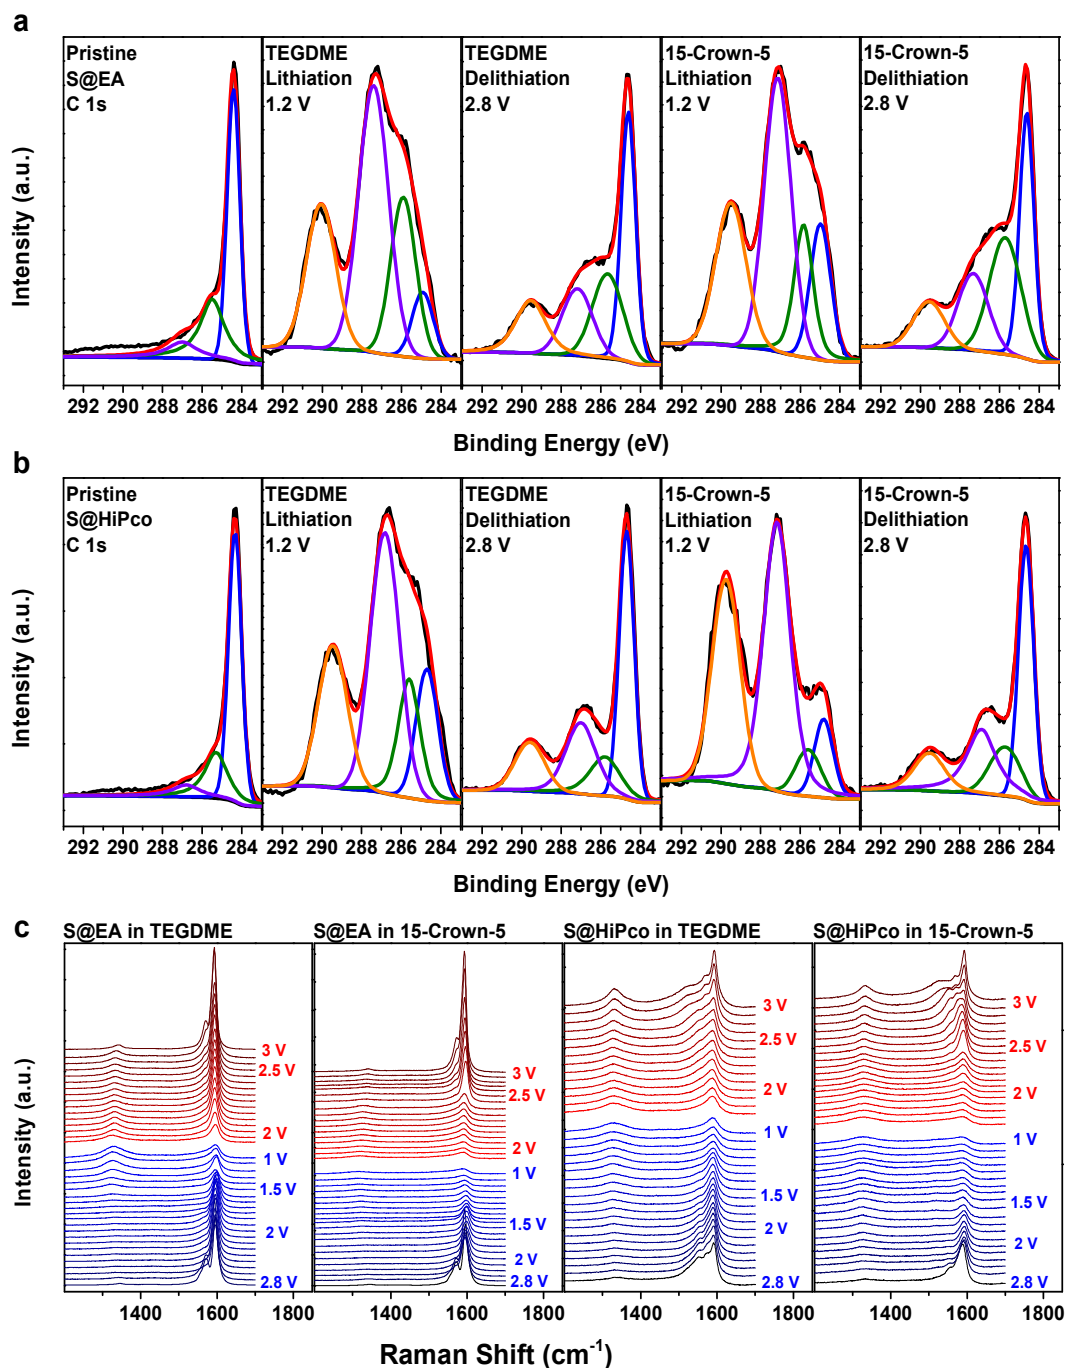 a
Pristine
S@EA
C 1s
TEGDME
Lithiation
1.2 V
TEGDME
Delithiation
2.8 V
15-Crown-5
Lithiation
1.2 V
15-Crown-5
Delithiation
2.8 V
Intensity (a.u.)
292 290 288 286 284
292 290 288 286 284
292 290 288 286 284
292 290 288 286 284
292 290 288 286 284
Binding Energy (eV)
b
Pristine
S@HiPco
C 1s
TEGDME
Lithiation
1.2 V
TEGDME
Delithiation
2.8 V
15-Crown-5
Lithiation
1.2 V
15-Crown-5
Delithiation
2.8 V
Intensity (a.u.)
292 290 288 286 284
292 290 288 286 284
292 290 288 286 284
292 290 288 286 284
292 290 288 286 284
Binding Energy (eV)
c
S@EA in TEGDME
3 V
2.5 V
2 V
1 V
1.5 V
2 V
2.8 V
S@EA in 15-Crown-5
3 V
2.5 V
2 V
1 V
1.5 V
2 V
2.8 V
S@HiPco in TEGDME
3 V
2.5 V
2 V
1 V
1.5 V
2 V
2.8 V
S@HiPco in 15-Crown-5
3 V
2.5 V
2 V
1 V
1.5 V
2 V
2.8 V
Intensity (a.u.)
1400 1600 1800
1400 1600 1800
1400 1600 1800
1400 1600 1800
Raman Shift (cm⁻¹)